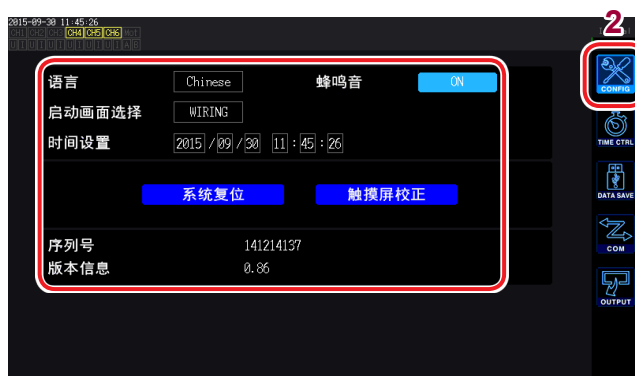 2
2015-09-30 11:45:26
CH1 CH2 CH3 CH4 CH5 CH6 Mot
U I U I U I U I U I U I A B
语言 Chinese 蜂鸣音 ON
CONFIG
启动画面选择 WIRING
时间设置 2015 / 09 / 30 11 : 45 : 26
TIME CTRL
系统复位 触摸屏校正
DATA SAVE
序列号 141214137
COM
版本信息 0.86
OUTPUT